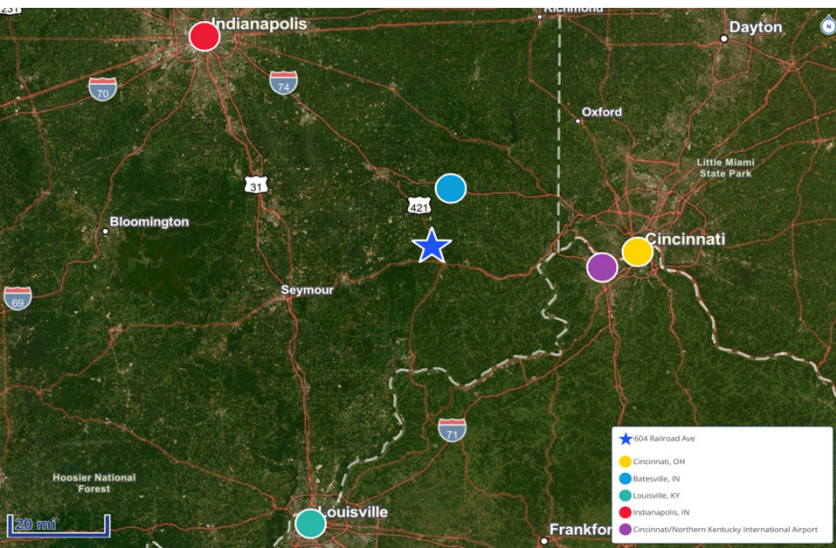 231
Richmond
Indianapolis
Dayton
N
74
70
Oxford
Little Miami
State Park
31
421
Bloomington
Cincinnati
Seymour
69
71
604 Railroad Ave
Cincinnati, OH
Batesville, IN
Louisville, KY
Indianapolis, IN
Cincinnati/Northern Kentucky International Airport
Hoosier National
Forest
20 mi
Louisville
Frankfor